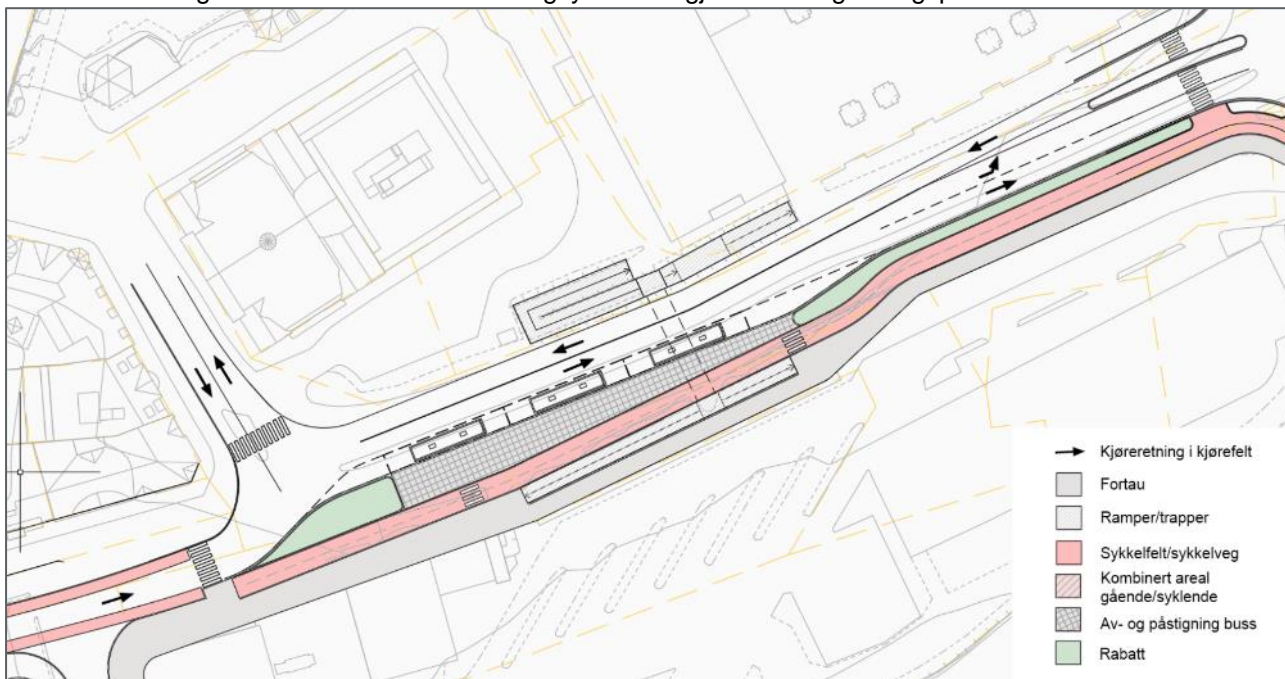 Kjøreretning i kjørefelt
Fortau
Ramper/trapper
Sykkelfelt/sykkelveg
Kombinert areal
gående/syklende
Av- og påstigning buss
Rabatt